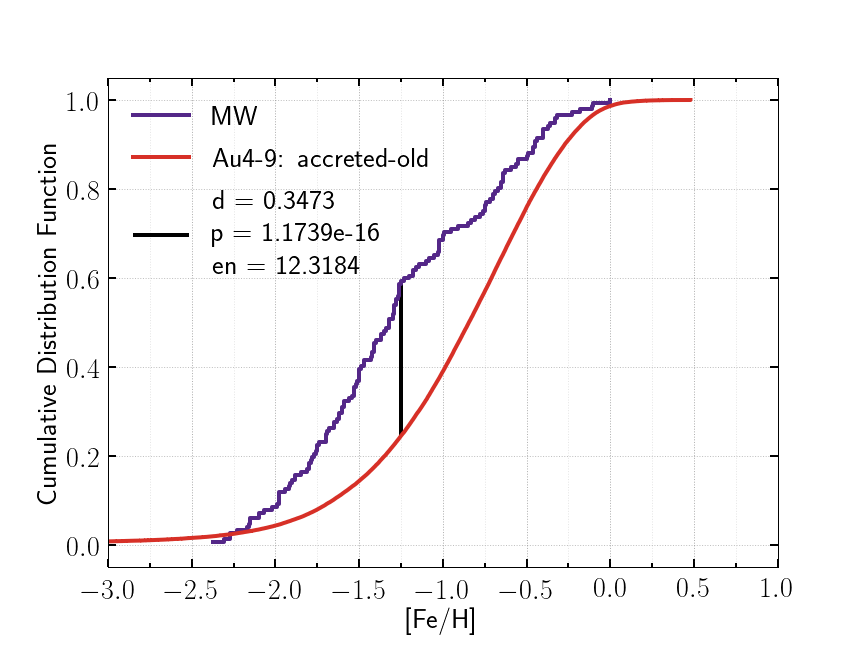 MW
Au4-9: accreted-old
d = 0.3473
p = 1.1739e-16
en = 12.3184
Cumulative Distribution Function
1.0
0.8
0.6
0.4
0.2
0.0
−3.0 −2.5 −2.0 −1.5 −1.0 −0.5 0.0 0.5 1.0
[Fe/H]